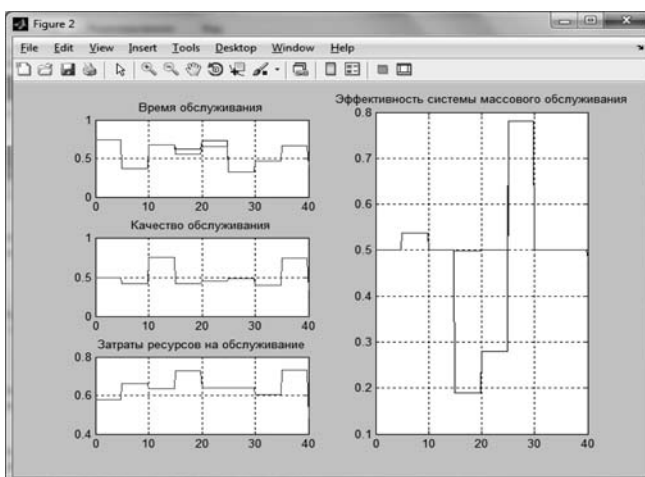 Figure 2
File Edit View Insert Tools Desktop Window Help
Время обслуживания
1
0.5
0
0 10 20 30 40
Качество обслуживания
1
0.5
0
0 10 20 30 40
Затраты ресурсов на обслуживание
0.8
0.6
0.4
0 10 20 30 40
Эффективность системы массового обслуживания
0.8
0.7
0.6
0.5
0.4
0.3
0.2
0.1
0 10 20 30 40